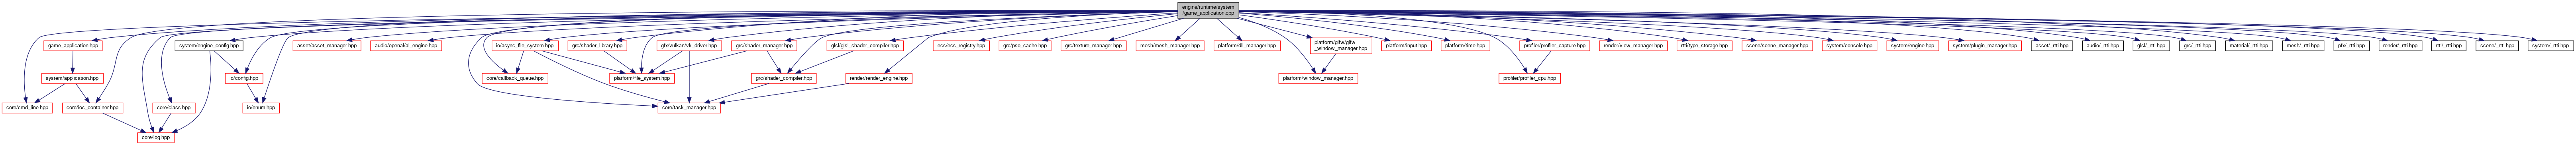 engine/runtime/system
/game_application.cpp
game_application.hpp
system/engine_config.hpp
asset/asset_manager.hpp
audio/openal/al_engine.hpp
io/async_file_system.hpp
grc/shader_library.hpp
gfx/vulkan/vk_driver.hpp
grc/shader_manager.hpp
glsl/glsl_shader_compiler.hpp
ecs/ecs_registry.hpp
grc/pso_cache.hpp
grc/texture_manager.hpp
mesh/mesh_manager.hpp
platform/dll_manager.hpp
platform/glfw/glfw
_window_manager.hpp
platform/input.hpp
platform/time.hpp
profiler/profiler_capture.hpp
render/view_manager.hpp
rtti/type_storage.hpp
scene/scene_manager.hpp
system/console.hpp
system/engine.hpp
system/plugin_manager.hpp
asset/_rtti.hpp
audio/_rtti.hpp
glsl/_rtti.hpp
grc/_rtti.hpp
material/_rtti.hpp
mesh/_rtti.hpp
pfx/_rtti.hpp
render/_rtti.hpp
rtti/_rtti.hpp
scene/_rtti.hpp
system/_rtti.hpp
system/application.hpp
io/config.hpp
core/callback_queue.hpp
platform/file_system.hpp
grc/shader_compiler.hpp
render/render_engine.hpp
platform/window_manager.hpp
profiler/profiler_cpu.hpp
core/cmd_line.hpp
core/ioc_container.hpp
core/class.hpp
io/enum.hpp
core/task_manager.hpp
core/log.hpp